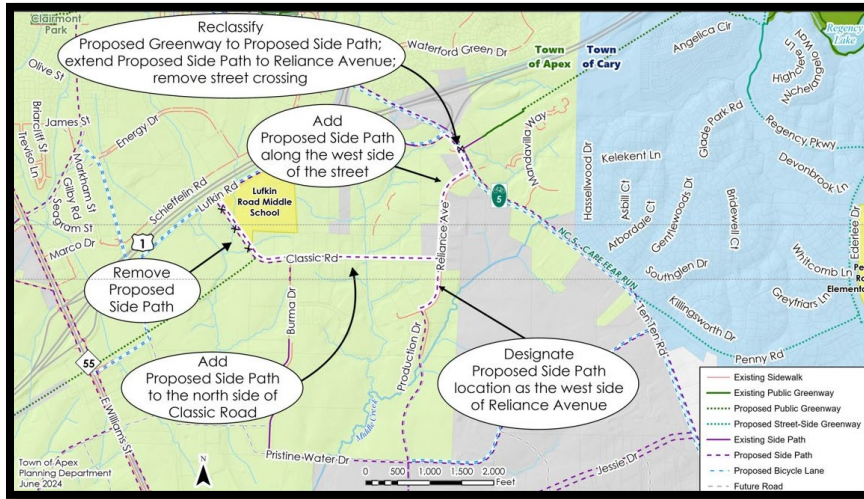 Clairmont
Park
Reclassify
Proposed Greenway to Proposed Side Path;
extend Proposed Side Path to Reliance Avenue;
remove street crossing
Waterford Green Dr
Town
of Apex
Town
of Cary
Angelica Cir
Highclere Ln
Michelangelo Way
Regency
Lake
Olive St
James St
Briarcliff St
Treviso Ln
Markham St
Gilby Rd
Seagram St
Marco Dr
Energy Dr
Schieffelin Rd
Lufkin Rd
Lufkin
Road Middle
School
Add
Proposed Side Path
along the west side
of the street
Mandavilla Way
Reliance Ave
5
Hassellwood Dr
Kelekent Ln
Ashill Ct
Arbordale Ct
Gentlewoods Dr
Glade Park Rd
Bridewell Ct
Regency Pkwy
Devonbrook Ln
Ederlee Dr
Whitcomb Ln
Greyfriars Ln
Southglen Dr
Killingsworth Dr
Penny Rd
NC 5 - CAPE FEAR RUN
Ten Ten Rd
1
Remove
Proposed
Side Path
Classic Rd
Burma Dr
Production Dr
55
E Williams St
Add
Proposed Side Path
to the north side of
Classic Road
Designate
Proposed Side Path
location as the west side
of Reliance Avenue
Middle Creek
Pristine Water Dr
Jessie Dr
Town of Apex
Planning Department
June 2024
N
0 500 1,000 1,500 2,000
Feet
Existing Sidewalk
Existing Public Greenway
Proposed Public Greenway
Proposed Street-Side Greenway
Existing Side Path
Proposed Side Path
Proposed Bicycle Lane
Future Road